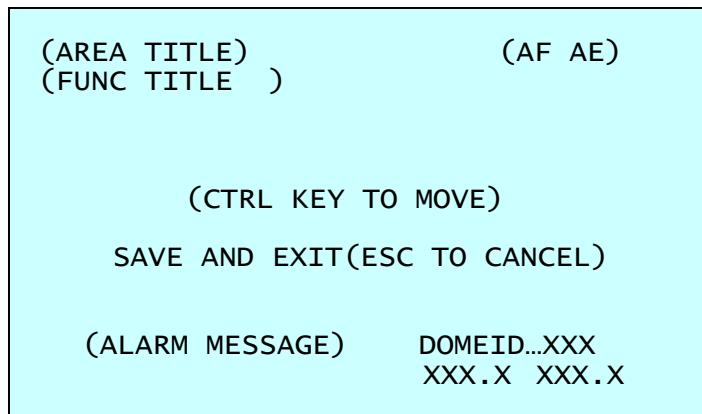 (AREA TITLE) (AF AE)
(FUNC TITLE )
(CTRL KEY TO MOVE)
SAVE AND EXIT(ESC TO CANCEL)
(ALARM MESSAGE) DOMEID…XXX
XXX.X XXX.X